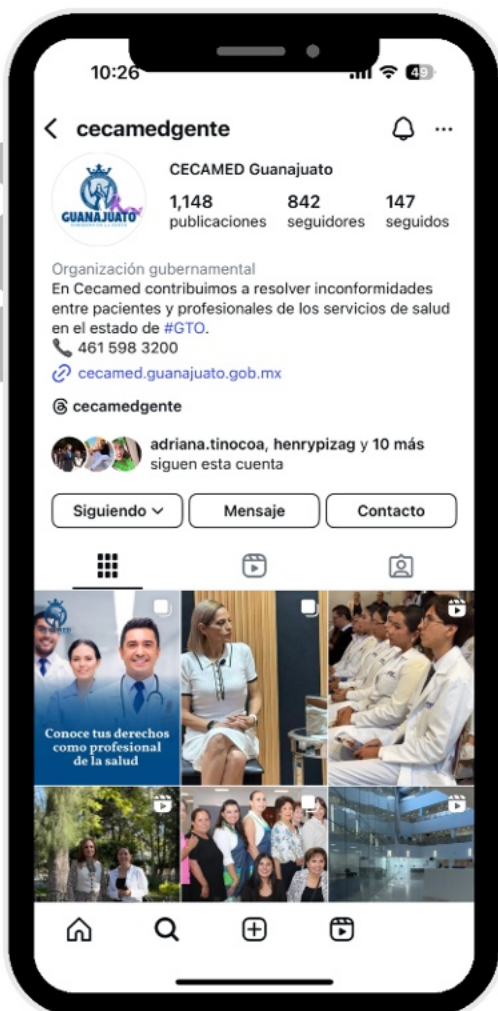 10:26
49
cecamedgente
CECAMED Guanajuato
1,148
842
147
publicaciones
seguidores
seguidos
GUANAJUATO
Organización gubernamental
En Cecamed contribuimos a resolver inconformidades
entre pacientes y profesionales de los servicios de salud
en el estado de #GTO.
461 598 3200
cecamed.guanajuato.gob.mx
cecamedgente
adriana.tinocoa, henrypizag y 10 más
siguen esta cuenta
Siguiendo
Mensaje
Contacto
Conoce tus derechos
como profesional
de la salud